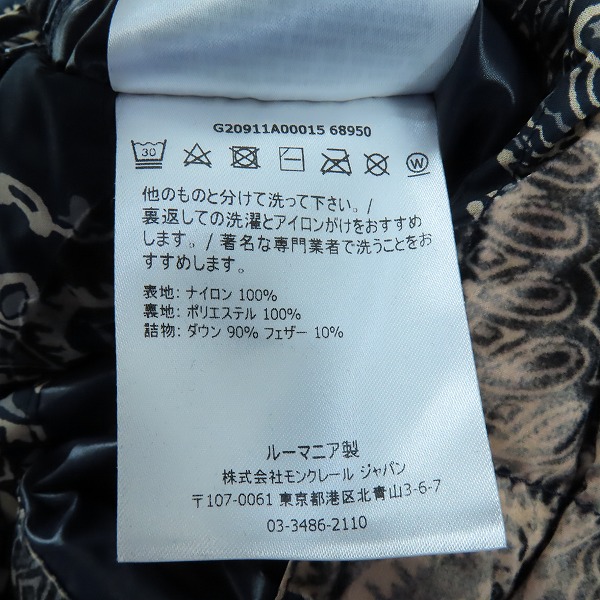 G20911A00015 68950
30
W
他のものと分けて洗って下さい。/
裏返しての洗濯とアイロンがけをおすすめ
します。/ 著名な専門業者で洗うことをお
すすめします。
表地: ナイロン 100%
裏地: ポリエステル 100%
詰物: ダウン 90% フェザー 10%
ルーマニア製
株式会社モンクレール ジャパン
〒107-0061 東京都港区北青山3-6-7
03-3486-2110